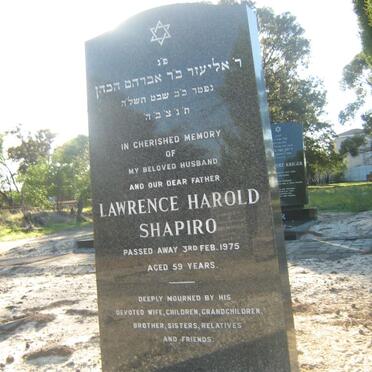 פ״נ
ר׳ אליעזר בר אברהם הכהן
נפטר כ״ב שבט תשל״ה
ת׳נ׳צ׳ב׳ה
IN CHERISHED MEMORY
OF
MY BELOVED HUSBAND
AND OUR DEAR FATHER
LAWRENCE HAROLD
SHAPIRO
PASSED AWAY 3RD FEB. 1975
AGED 59 YEARS.
DEEPLY MOURNED BY HIS
DEVOTED WIFE, CHILDREN, GRANDCHILDREN,
BROTHER, SISTERS, RELATIVES
AND FRIENDS.